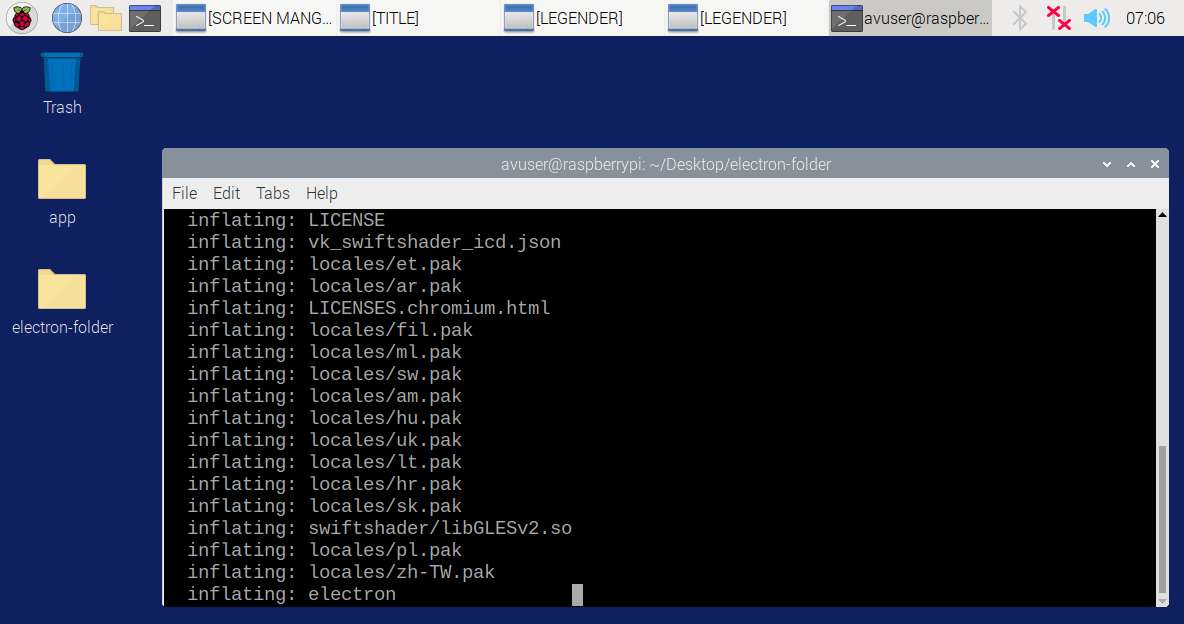 [SCREEN MANG...
[TITLE]
[LEGENDER]
[LEGENDER]
avuser@raspber...
07:06
Trash
app
electron-folder
avuser@raspberrypi: ~/Desktop/electron-folder
File Edit Tabs Help
inflating: LICENSE
inflating: vk_swiftshader_icd.json
inflating: locales/et.pak
inflating: locales/ar.pak
inflating: LICENSES.chromium.html
inflating: locales/fil.pak
inflating: locales/ml.pak
inflating: locales/sw.pak
inflating: locales/am.pak
inflating: locales/hu.pak
inflating: locales/uk.pak
inflating: locales/lt.pak
inflating: locales/hr.pak
inflating: locales/sk.pak
inflating: swiftshader/libGLESv2.so
inflating: locales/pl.pak
inflating: locales/zh-TW.pak
inflating: electron